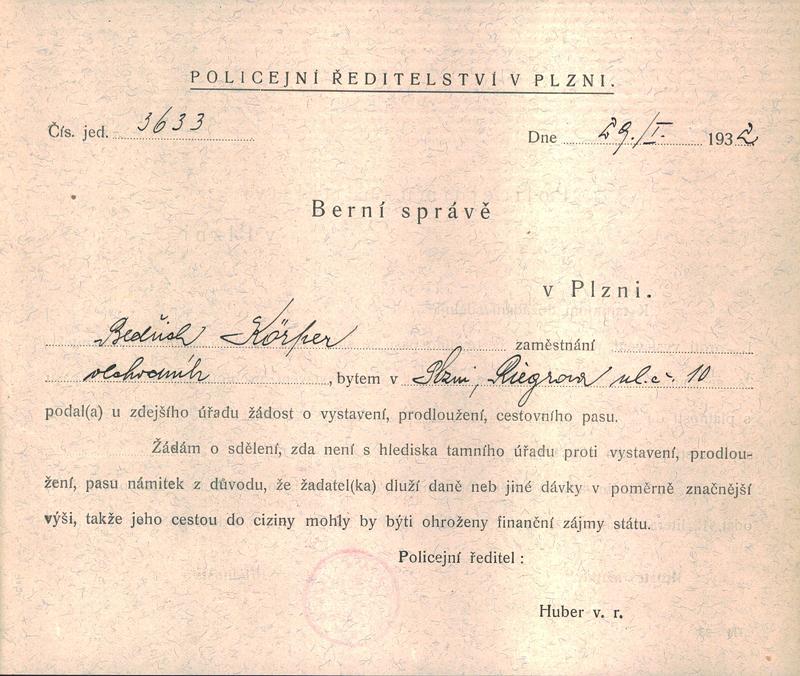 POLICEJNÍ ŘEDITELSTVÍ V PLZNI.
Čís. jed. 3633
Dne 29./I. 1932
Berní správě
v Plzni.
Bedřich Körper zaměstnání
obchodník, bytem v Plzni, Riegrova ul. č. 10
podal(a) u zdejšího úřadu žádost o vystavení, prodloužení, cestovního pasu.
Žádám o sdělení, zda není s hlediska tamního úřadu proti vystavení, prodlou-
žení, pasu námitek z důvodu, že žadatel(ka) dluží daně neb jiné dávky v poměrně značnější
výši, takže jeho cestou do ciziny mohly by býti ohroženy finanční zájmy státu.
Policejní ředitel :
Huber v. r.